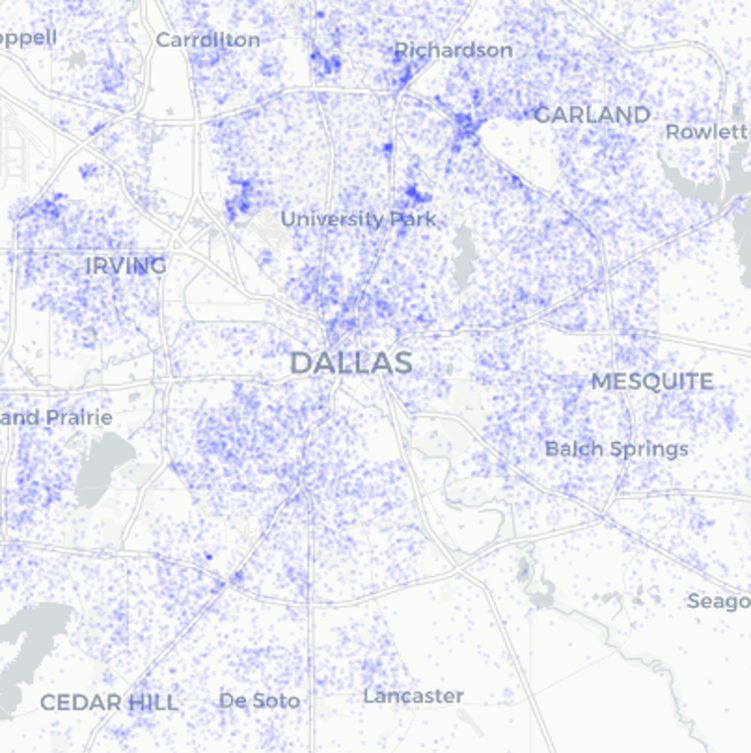 oppell
Carrollton
Richardson
GARLAND
Rowlett
University Park
IRVING
DALLAS
MESQUITE
and Prairie
Balch Springs
Seago
CEDAR HILL
De Soto
Lancaster